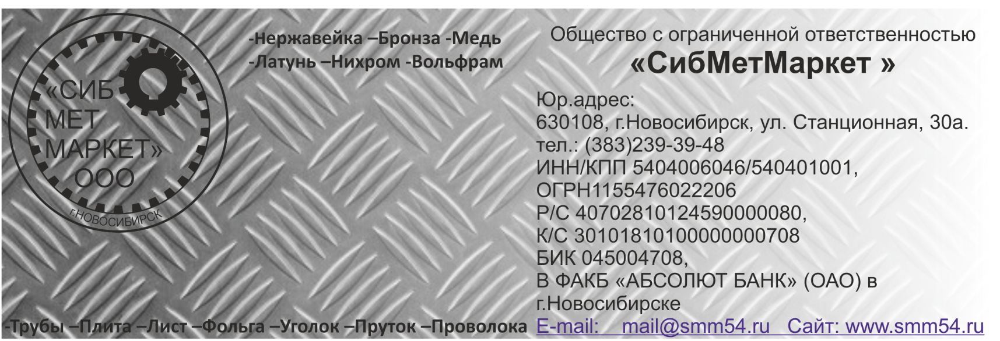 «СИБ
МЕТ
МАРКЕТ»
ООО
г.НОВОСИБИРСК
-Нержавейка –Бронза -Медь
-Латунь –Нихром -Вольфрам
-Трубы –Плита –Лист –Фольга –Уголок –Пруток –Проволока
Общество с ограниченной ответственностью
«СибМетМаркет »
Юр.адрес:
630108, г.Новосибирск, ул. Станционная, 30а.
тел.: (383)239-39-48
ИНН/КПП 5404006046/540401001,
ОГРН1155476022206
Р/С 40702810124590000080,
К/С 30101810100000000708
БИК 045004708,
В ФАКБ «АБСОЛЮТ БАНК» (ОАО) в
г.Новосибирске
E-mail: mail@smm54.ru Сайт: www.smm54.ru